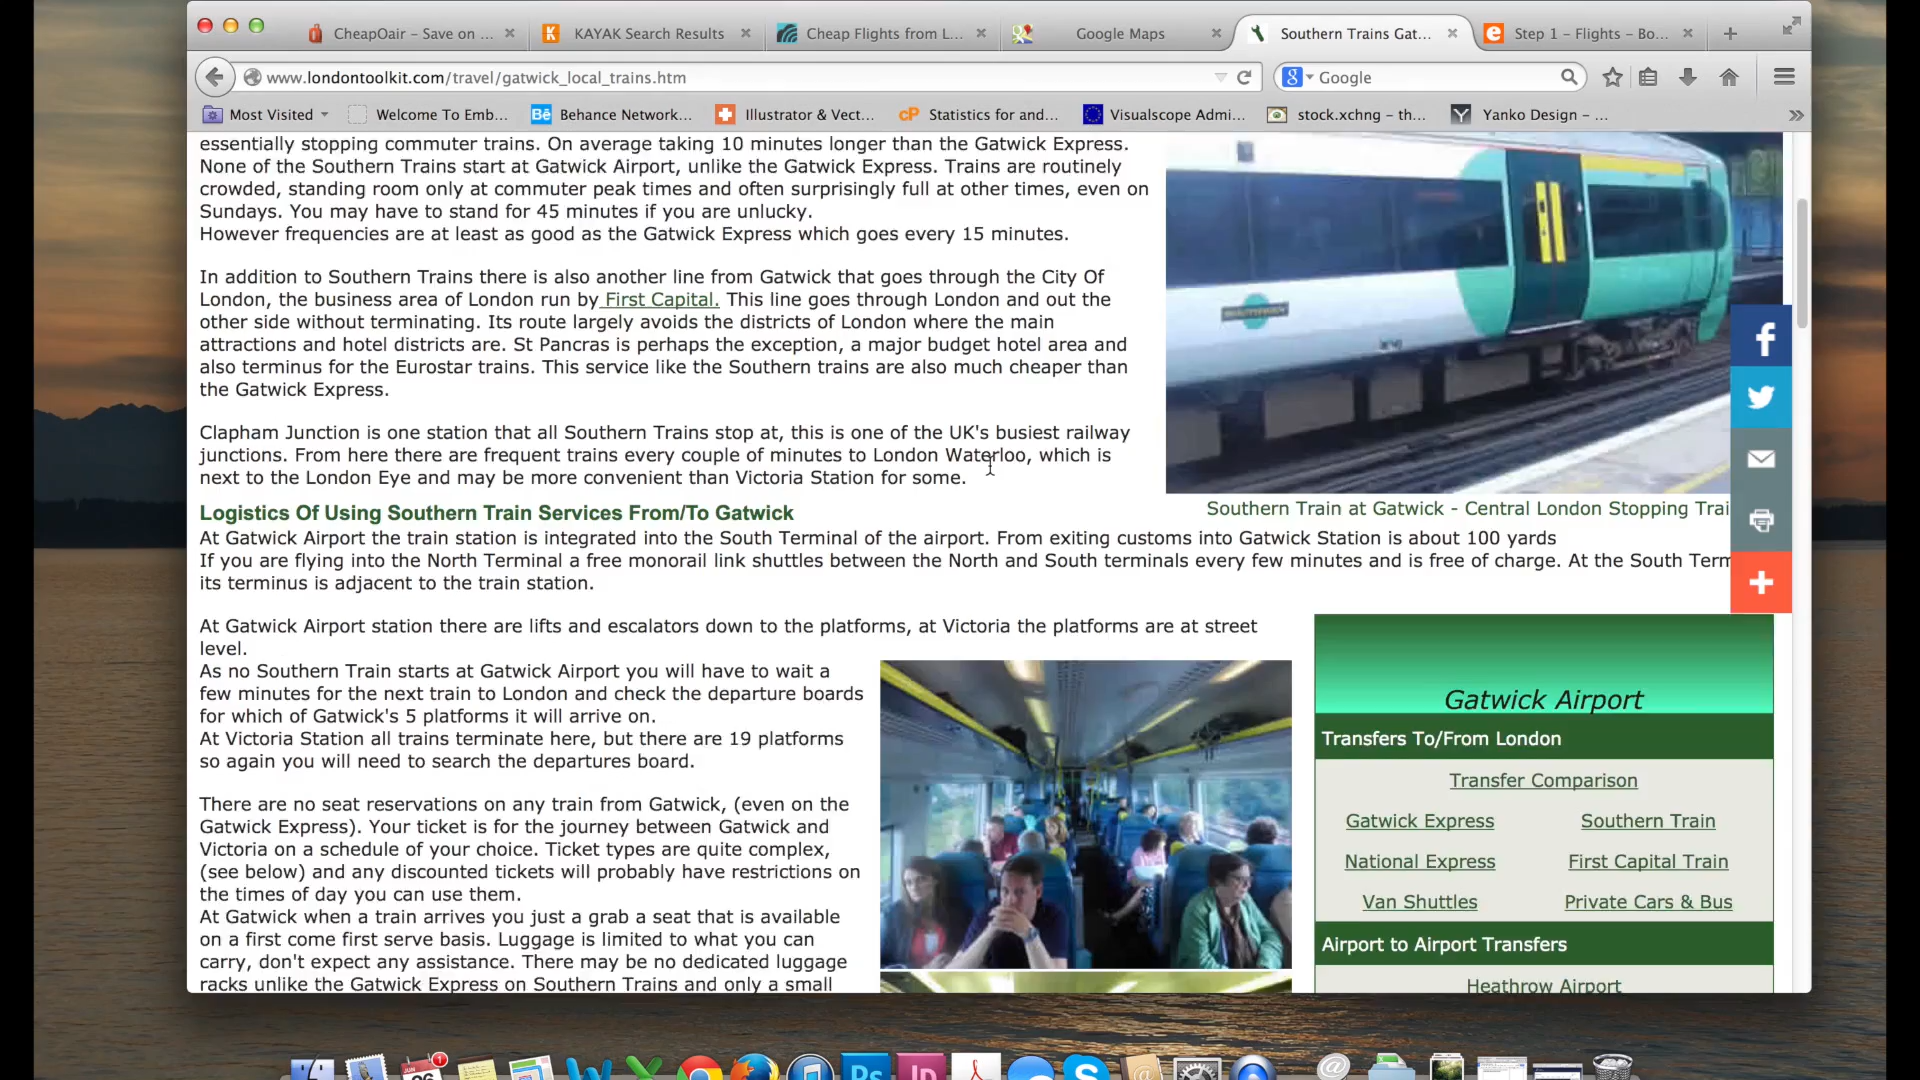 CheapOair - Save on ...
KAYAK Search Results
Cheap Flights from L...
Google Maps
Southern Trains Gat...
Step 1 - Flights - Bo...
www.londontoolkit.com/travel/gatwick_local_trains.htm
Google
Most Visited
Welcome To Emb...
Bē Behance Network...
Illustrator & Vect...
cP Statistics for and...
Visualscope Admi...
stock.xchng - th...
Y Yanko Design - ...
essentially stopping commuter trains. On average taking 10 minutes longer than the Gatwick Express.
None of the Southern Trains start at Gatwick Airport, unlike the Gatwick Express. Trains are routinely
crowded, standing room only at commuter peak times and often surprisingly full at other times, even on
Sundays. You may have to stand for 45 minutes if you are unlucky.
However frequencies are at least as good as the Gatwick Express which goes every 15 minutes.
In addition to Southern Trains there is also another line from Gatwick that goes through the City Of
London, the business area of London run by First Capital. This line goes through London and out the
other side without terminating. Its route largely avoids the districts of London where the main
attractions and hotel districts are. St Pancras is perhaps the exception, a major budget hotel area and
also terminus for the Eurostar trains. This service like the Southern trains are also much cheaper than
the Gatwick Express.
Clapham Junction is one station that all Southern Trains stop at, this is one of the UK's busiest railway
junctions. From here there are frequent trains every couple of minutes to London Waterloo, which is
next to the London Eye and may be more convenient than Victoria Station for some.
Southern Train at Gatwick - Central London Stopping Trai
Logistics Of Using Southern Train Services From/To Gatwick
At Gatwick Airport the train station is integrated into the South Terminal of the airport. From exiting customs into Gatwick Station is about 100 yards
If you are flying into the North Terminal a free monorail link shuttles between the North and South terminals every few minutes and is free of charge. At the South Term
its terminus is adjacent to the train station.
At Gatwick Airport station there are lifts and escalators down to the platforms, at Victoria the platforms are at street
level.
As no Southern Train starts at Gatwick Airport you will have to wait a
few minutes for the next train to London and check the departure boards
for which of Gatwick's 5 platforms it will arrive on.
At Victoria Station all trains terminate here, but there are 19 platforms
so again you will need to search the departures board.
There are no seat reservations on any train from Gatwick, (even on the
Gatwick Express). Your ticket is for the journey between Gatwick and
Victoria on a schedule of your choice. Ticket types are quite complex,
(see below) and any discounted tickets will probably have restrictions on
the times of day you can use them.
At Gatwick when a train arrives you just a grab a seat that is available
on a first come first serve basis. Luggage is limited to what you can
carry, don't expect any assistance. There may be no dedicated luggage
racks unlike the Gatwick Express on Southern Trains and only a small
Gatwick Airport
Transfers To/From London
Transfer Comparison
Gatwick Express Southern Train
National Express First Capital Train
Van Shuttles Private Cars & Bus
Airport to Airport Transfers
Heathrow Airport
JUN
1
Ps